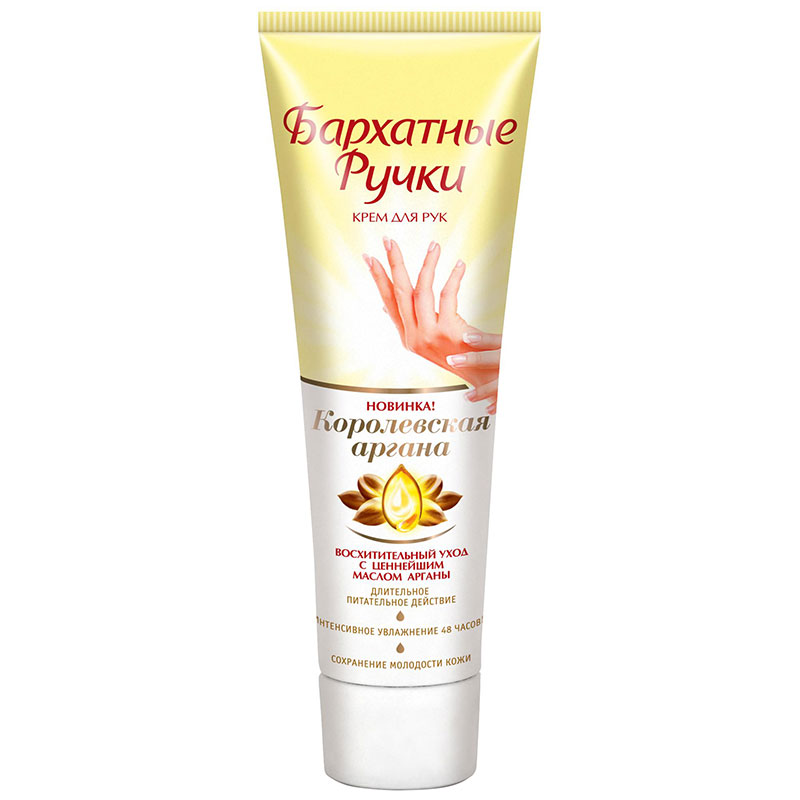 Бархатные
Ручки
КРЕМ ДЛЯ РУК
НОВИНКА!
Королевская
аргана
ВОСХИТИТЕЛЬНЫЙ УХОД
С ЦЕННЕЙШИМ
МАСЛОМ АРГАНЫ
ДЛИТЕЛЬНОЕ
ПИТАТЕЛЬНОЕ ДЕЙСТВИЕ
ИНТЕНСИВНОЕ УВЛАЖНЕНИЕ 48 ЧАСОВ
СОХРАНЕНИЕ МОЛОДОСТИ КОЖИ